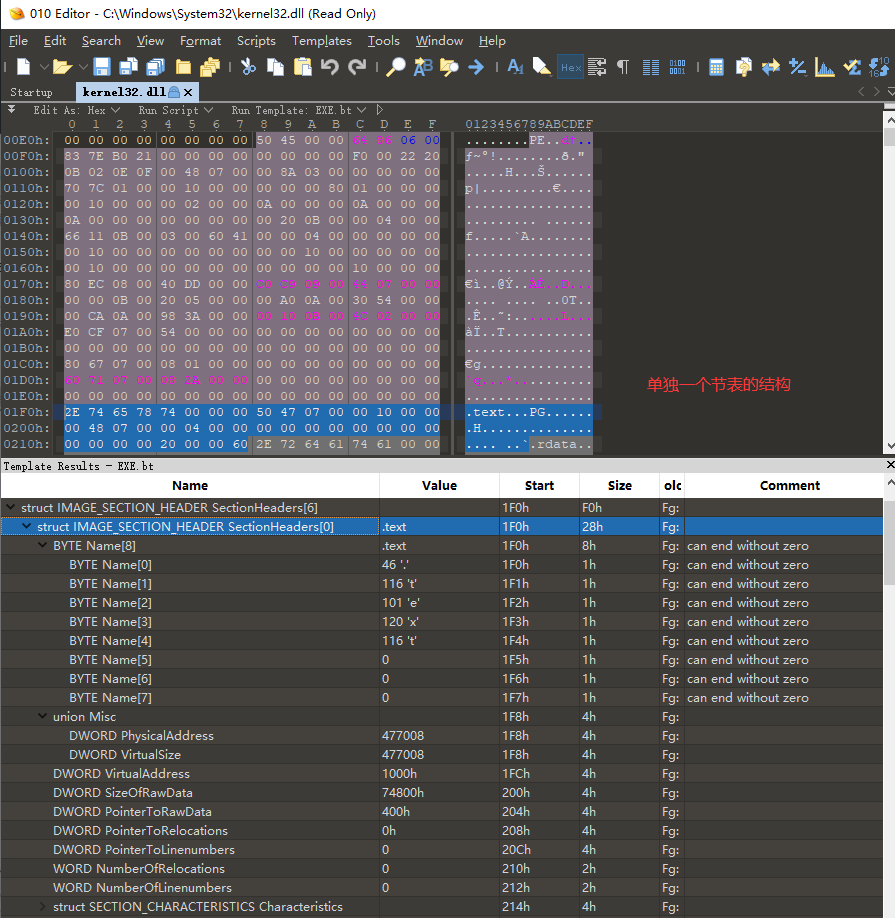 010 Editor - C:\Windows\System32\kernel32.dll (Read Only)
File Edit Search View Format Scripts Templates Tools Window Help
Hex
Startup kernel32.dll
Edit As: Hex Run Script Run Template: EXE.bt
0 1 2 3 4 5 6 7 8 9 A B C D E F 0123456789ABCDEF
00E0h: 00 00 00 00 00 00 00 00 50 45 00 00 06 00 ........PE..
00F0h: 83 7E B0 21 00 00 00 00 00 00 00 00 F0 00 22 20 ƒ~°!........ð."
0100h: 0B 02 0E 0F 00 48 07 00 00 8A 03 00 00 00 00 00 .....H...Š......
0110h: 70 7C 01 00 00 10 00 00 00 00 00 80 01 00 00 00 p|.........€....
0120h: 00 10 00 00 00 02 00 00 0A 00 00 00 0A 00 00 00 ................
0130h: 0A 00 00 00 00 00 00 00 00 20 0B 00 00 04 00 00 ......... ......
0140h: 66 11 0B 00 03 00 60 41 00 00 04 00 00 00 00 00 f.....`A........
0150h: 00 10 00 00 00 00 00 00 00 00 10 00 00 00 00 00 ................
0160h: 00 10 00 00 00 00 00 00 00 00 00 00 10 00 00 00 ................
0170h: 80 EC 08 00 40 DD 00 00 €ì..@Ý..
0180h: 00 00 0B 00 20 05 00 00 00 A0 0A 00 30 54 00 00 .... .... ..0T..
0190h: 00 CA 0A 00 98 3A 00 00 .Ê..˜:..
01A0h: E0 CF 07 00 54 00 00 00 00 00 00 00 00 00 00 00 àÏ..T...........
01B0h: 00 00 00 00 00 00 00 00 00 00 00 00 00 00 00 00 ................
01C0h: 80 67 07 00 08 01 00 00 00 00 00 00 00 00 00 00 €g..............
01D0h: 00 00 00 00 00 00 00 00
01E0h: 00 00 00 00 00 00 00 00 00 00 00 00 00 00 00 00 ................
01F0h: 2E 74 65 78 74 00 00 00 50 47 07 00 00 10 00 00 .text...PG......
0200h: 00 48 07 00 00 04 00 00 00 00 00 00 00 00 00 00 .H..............
0210h: 00 00 00 00 20 00 00 60 2E 72 64 61 74 61 00 00 .... ..`.rdata..
单独一个节表的结构
Template Results - EXE.bt
Name Value Start Size olc Comment
struct IMAGE_SECTION_HEADER SectionHeaders[6] 1F0h F0h Fg:
struct IMAGE_SECTION_HEADER SectionHeaders[0] .text 1F0h 28h Fg:
BYTE Name[8] .text 1F0h 8h Fg: can end without zero
BYTE Name[0] 46 '.' 1F0h 1h Fg: can end without zero
BYTE Name[1] 116 't' 1F1h 1h Fg: can end without zero
BYTE Name[2] 101 'e' 1F2h 1h Fg: can end without zero
BYTE Name[3] 120 'x' 1F3h 1h Fg: can end without zero
BYTE Name[4] 116 't' 1F4h 1h Fg: can end without zero
BYTE Name[5] 0 1F5h 1h Fg: can end without zero
BYTE Name[6] 0 1F6h 1h Fg: can end without zero
BYTE Name[7] 0 1F7h 1h Fg: can end without zero
union Misc 1F8h 4h Fg:
DWORD PhysicalAddress 477008 1F8h 4h Fg:
DWORD VirtualSize 477008 1F8h 4h Fg:
DWORD VirtualAddress 1000h 1FCh 4h Fg:
DWORD SizeOfRawData 74800h 200h 4h Fg:
DWORD PointerToRawData 400h 204h 4h Fg:
DWORD PointerToRelocations 0h 208h 4h Fg:
DWORD PointerToLinenumbers 0 20Ch 4h Fg:
WORD NumberOfRelocations 0 210h 2h Fg:
WORD NumberOfLinenumbers 0 212h 2h Fg:
struct SECTION_CHARACTERISTICS Characteristics 214h 4h Fg: